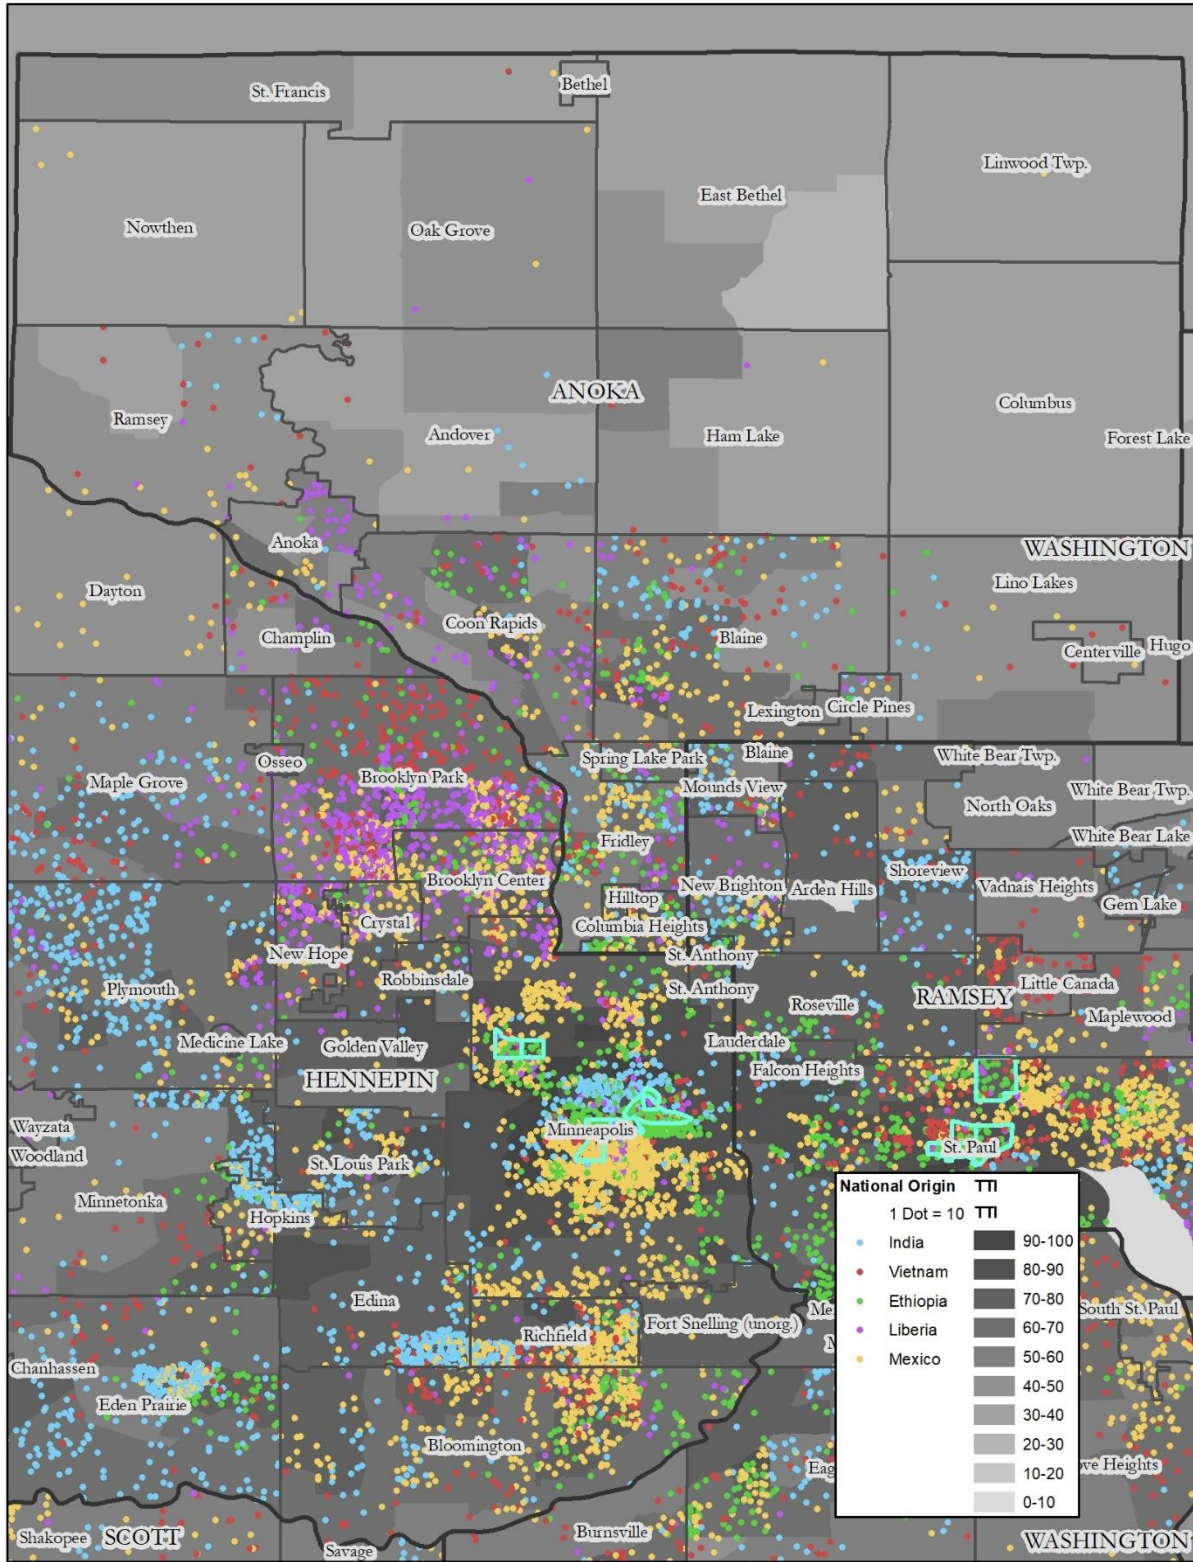 St. Francis
Bethel
Linwood Twp.
East Bethel
Nowthen
Oak Grove
ANOKA
Columbus
Ramsey
Andover
Ham Lake
Forest Lake
Anoka
WASHINGTON
Dayton
Lino Lakes
Champlin
Coon Rapids
Blaine
Centerville
Hugo
Lexington
Circle Pines
Osseo
Spring Lake Park
Blaine
White Bear Twp.
Maple Grove
Brooklyn Park
Mounds View
North Oaks
White Bear Twp.
Fridley
White Bear Lake
Brooklyn Center
New Brighton
Arden Hills
Shoreview
Vadnais Heights
Hilltop
Gem Lake
Crystal
Columbia Heights
New Hope
St. Anthony
Robbinsdale
Plymouth
St. Anthony
Roseville
RAMSEY
Little Canada
Maplewood
Medicine Lake
Golden Valley
Lauderdale
Falcon Heights
HENNEPIN
Wayzata
Minneapolis
Woodland
St. Louis Park
St. Paul
Minnetonka
Hopkins
National Origin TTI
1 Dot = 10 TTI
India
Vietnam
Ethiopia
Liberia
Mexico
90-100
80-90
70-80
60-70
50-60
40-50
30-40
20-30
10-20
0-10
Edina
Me
South St. Paul
Richfield
Fort Snelling (unorg.)
M
Chanhassen
Eden Prairie
Bloomington
Eag
ove Heights
Shakopee
SCOTT
Burnsville
WASHINGTON
Savage